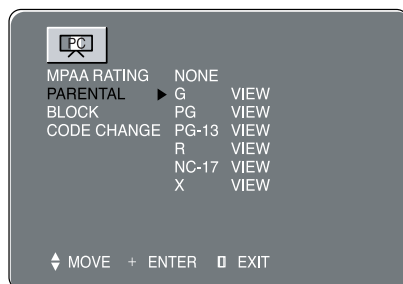 PC
MPAA RATING NONE
PARENTAL ▶ G VIEW
BLOCK PG VIEW
CODE CHANGE PG-13 VIEW
R VIEW
NC-17 VIEW
X VIEW
MOVE + ENTER EXIT